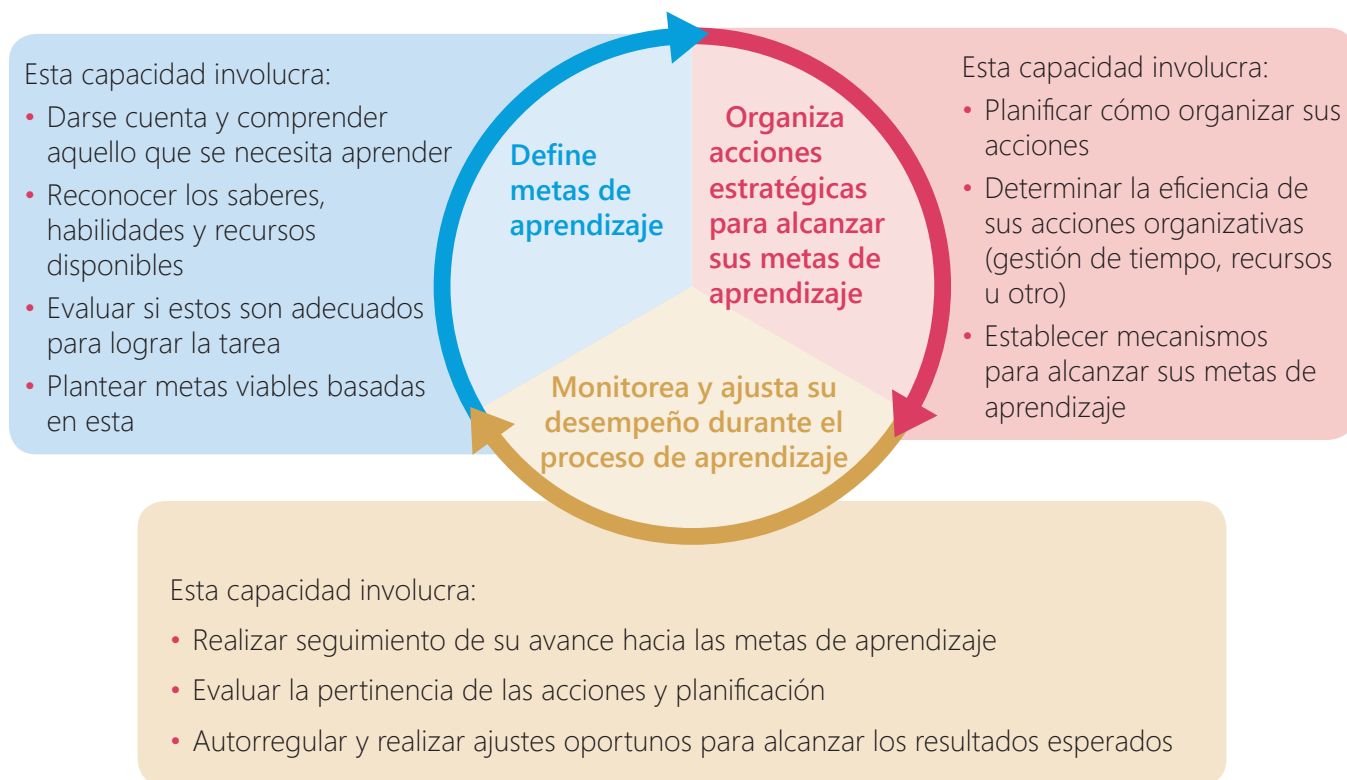 Esta capacidad involucra:
• Darse cuenta y comprender
aquello que se necesita aprender
• Reconocer los saberes,
habilidades y recursos
disponibles
• Evaluar si estos son adecuados
para lograr la tarea
• Plantear metas viables basadas
en esta
Define
metas de
aprendizaje
Organiza
acciones
estratégicas
para alcanzar
sus metas de
aprendizaje
Esta capacidad involucra:
• Planificar cómo organizar sus
acciones
• Determinar la eficiencia de
sus acciones organizativas
(gestión de tiempo, recursos
u otro)
• Establecer mecanismos
para alcanzar sus metas de
aprendizaje
Monitorea y ajusta su
desempeño durante el
proceso de aprendizaje
Esta capacidad involucra:
• Realizar seguimiento de su avance hacia las metas de aprendizaje
• Evaluar la pertinencia de las acciones y planificación
• Autorregular y realizar ajustes oportunos para alcanzar los resultados esperados